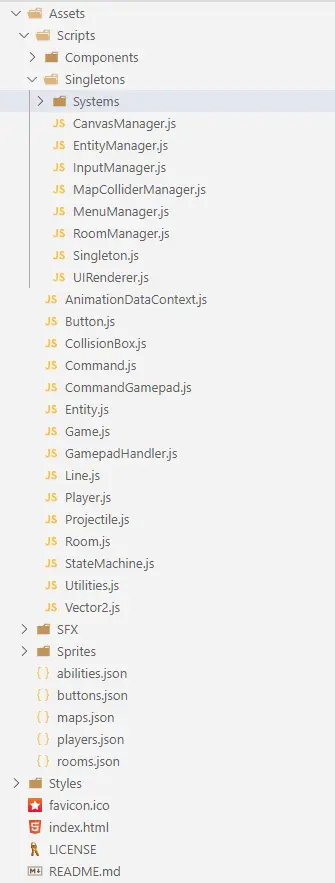 Assets
Scripts
Components
Singletons
Systems
JS CanvasManager.js
JS EntityManager.js
JS InputManager.js
JS MapColliderManager.js
JS MenuManager.js
JS RoomManager.js
JS Singleton.js
JS UIRenderer.js
JS AnimationDataContext.js
JS Button.js
JS CollisionBox.js
JS Command.js
JS CommandGamepad.js
JS Entity.js
JS Game.js
JS GamepadHandler.js
JS Line.js
JS Player.js
JS Projectile.js
JS Room.js
JS StateMachine.js
JS Utilities.js
JS Vector2.js
SFX
Sprites
{} abilities.json
{} buttons.json
{} maps.json
{} players.json
{} rooms.json
Styles
favicon.ico
index.html
LICENSE
README.md